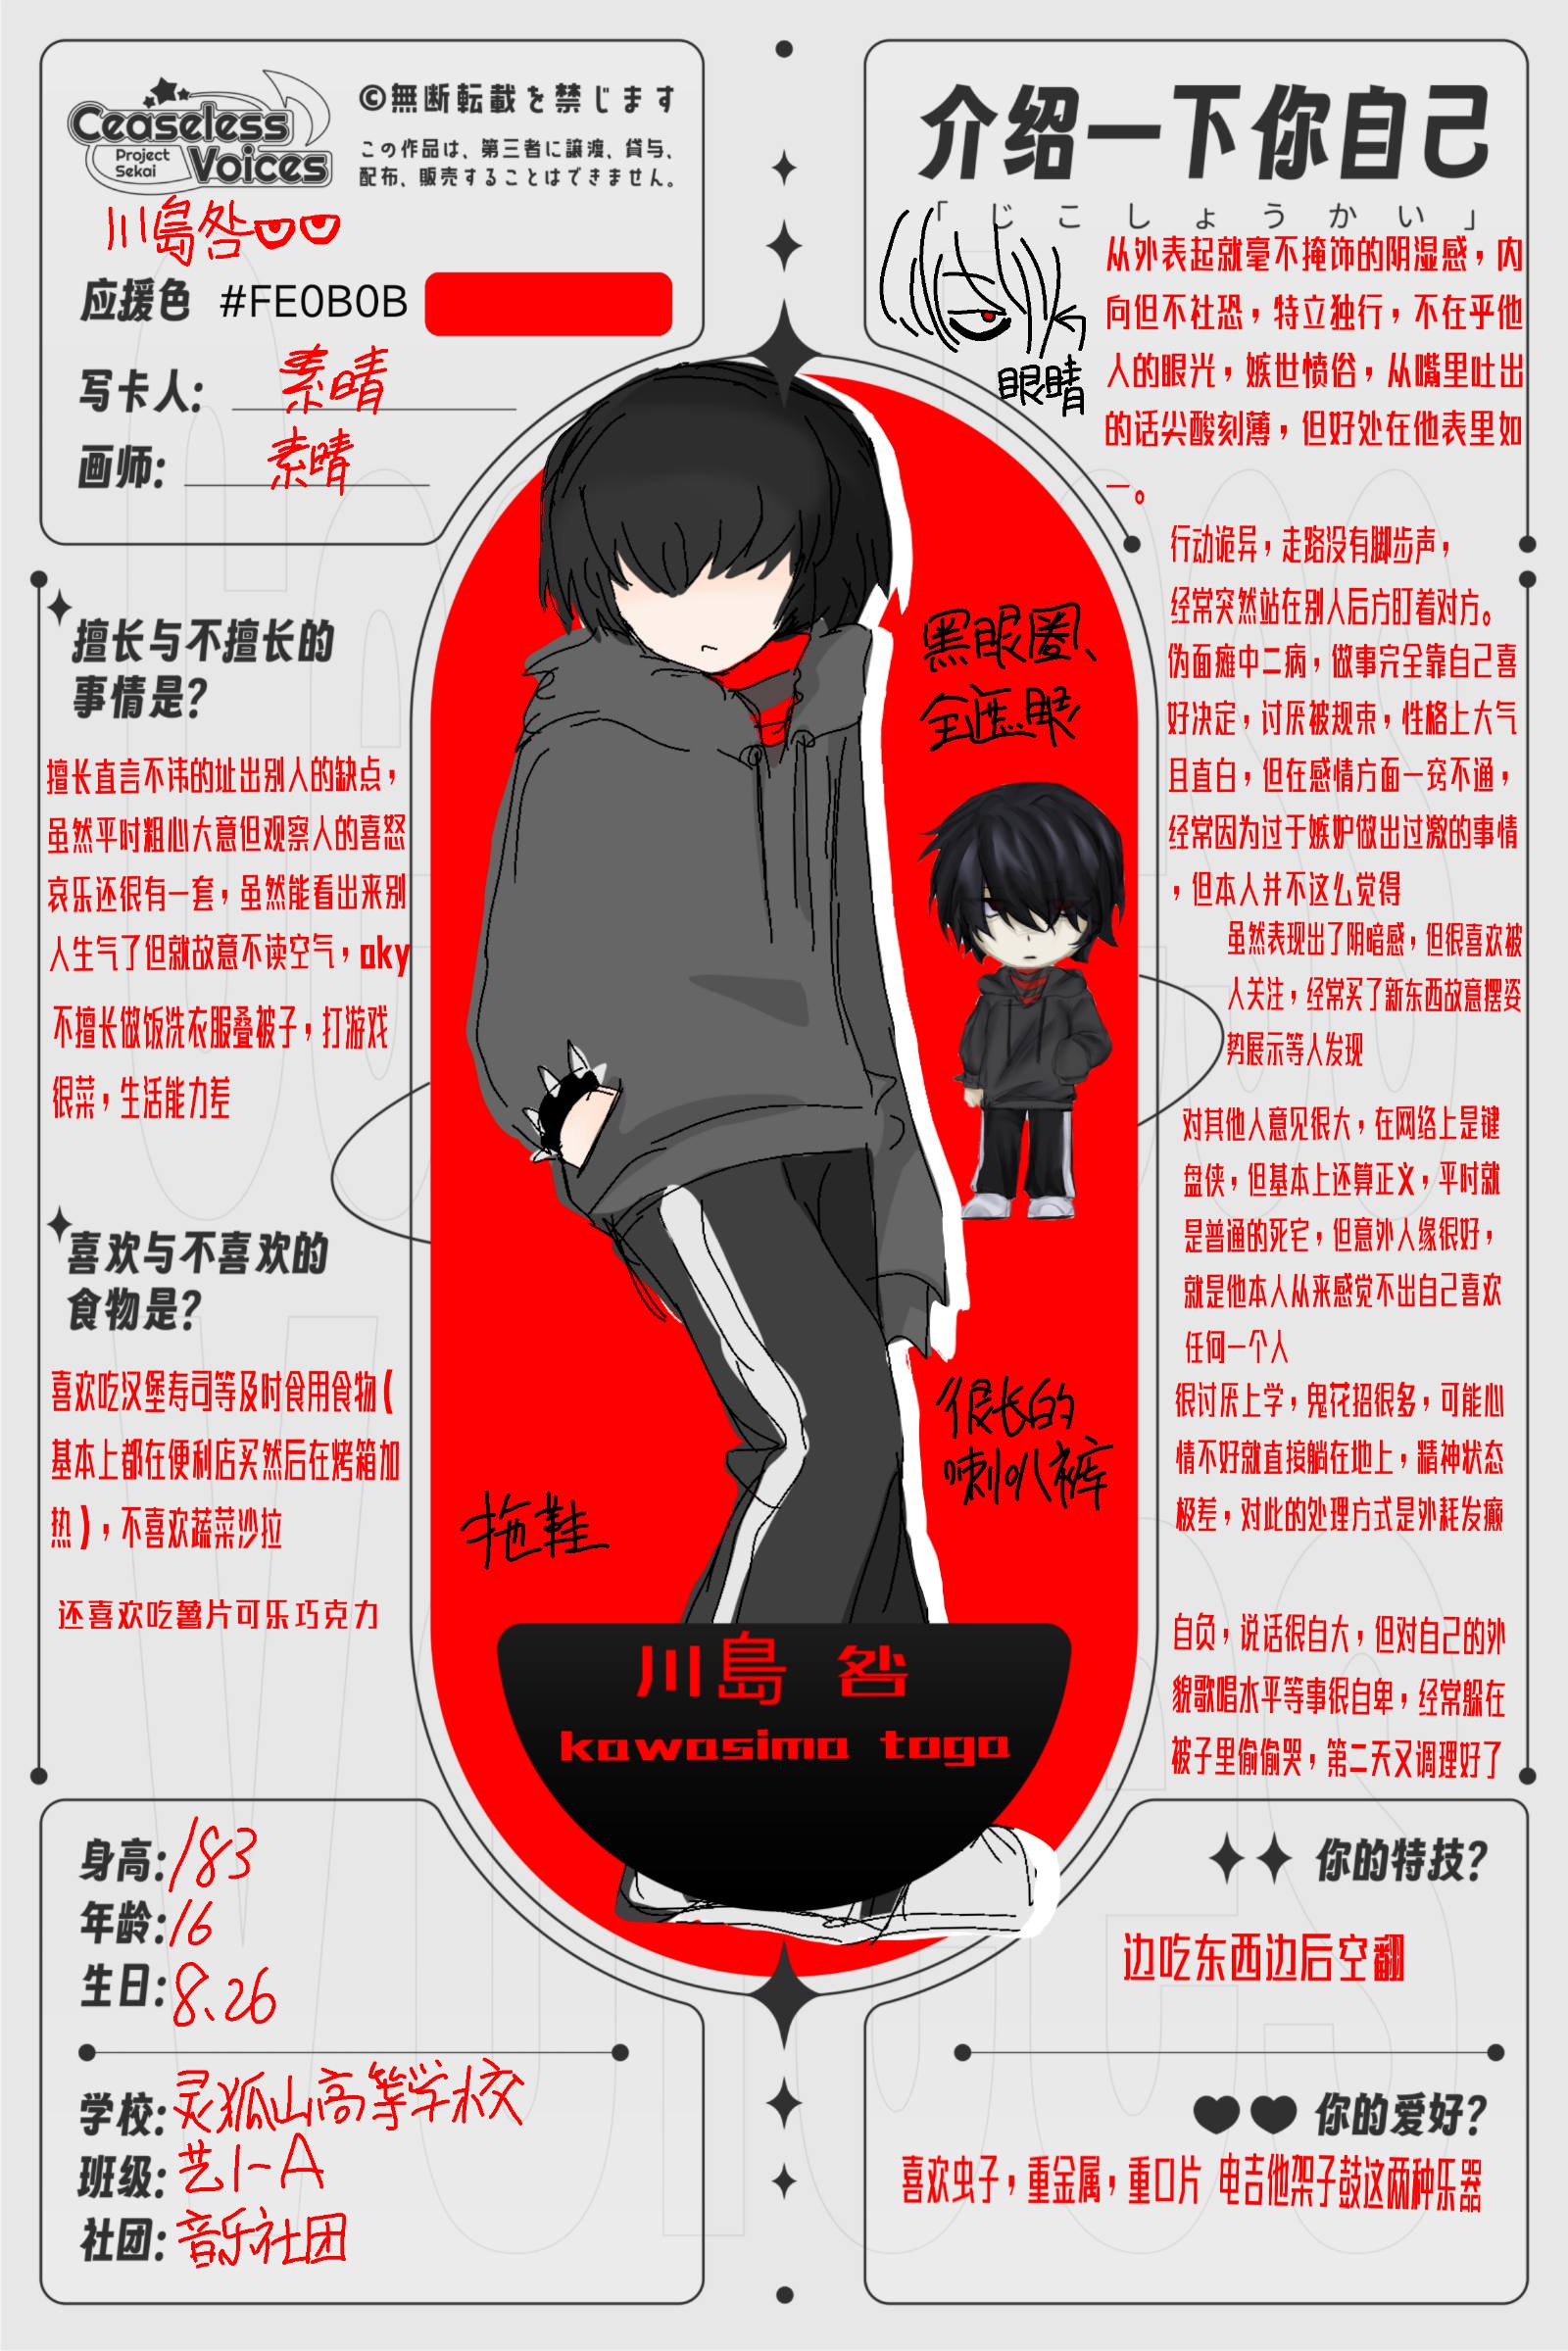 Ceaseless
Project
Sekai
Voices
©無断転載を禁じます
この作品は、第三者に譲渡、貸与、
配布、販売することはできません。
川島咎
应援色 #FE0B0B
写卡人: 素晴
画师: 素晴
介绍一下你自己
「じこしょうかい」
眼睛
从外表起就毫不掩饰的阴湿感，内
向但不社恐，特立独行，不在乎他
人的眼光，嫉世愤俗，从嘴里吐出
的话尖酸刻薄，但好处在他表里如
一。
行动诡异，走路没有脚步声，
经常突然站在别人后方盯着对方。
伪面瘫中二病，做事完全靠自己喜
好决定，讨厌被规束，性格上大气
且直白，但在感情方面一窍不通，
经常因为过于嫉妒做出过激的事情
，但本人并不这么觉得
虽然表现出了阴暗感，但很喜欢被
人关注，经常买了新东西故意摆姿
势展示等人发现
对其他人意见很大，在网络上是键
盘侠，但基本上还算正义，平时就
是普通的死宅，但意外人缘很好，
就是他本人从来感觉不出自己喜欢
任何一个人
很讨厌上学，鬼花招很多，可能心
情不好就直接躺在地上，精神状态
极差，对此的处理方式是外耗发癫
自负，说话很自大，但对自己的外
貌歌唱水平等事很自卑，经常躲在
被子里偷偷哭，第二天又调理好了
擅长与不擅长的
事情是?
擅长直言不讳的址出别人的缺点，
虽然平时粗心大意但观察人的喜怒
哀乐还很有一套，虽然能看出来别
人生气了但就故意不读空气，aky
不擅长做饭洗衣服叠被子，打游戏
很菜，生活能力差
喜欢与不喜欢的
食物是?
喜欢吃汉堡寿司等及时食用食物(
基本上都在便利店买然后在烤箱加
热)，不喜欢蔬菜沙拉
还喜欢吃薯片可乐巧克力
黑眼圈、
全遮眼
很长的
喇叭裤
拖鞋
川島 咎
kawasima taga
身高: 183
年龄: 16
生日: 8.26
学校: 灵狐山高等学校
班级: 艺1-A
社团: 音乐社团
你的特技?
边吃东西边后空翻
你的爱好?
喜欢虫子，重金属，重口片 电吉他架子鼓这两种乐器